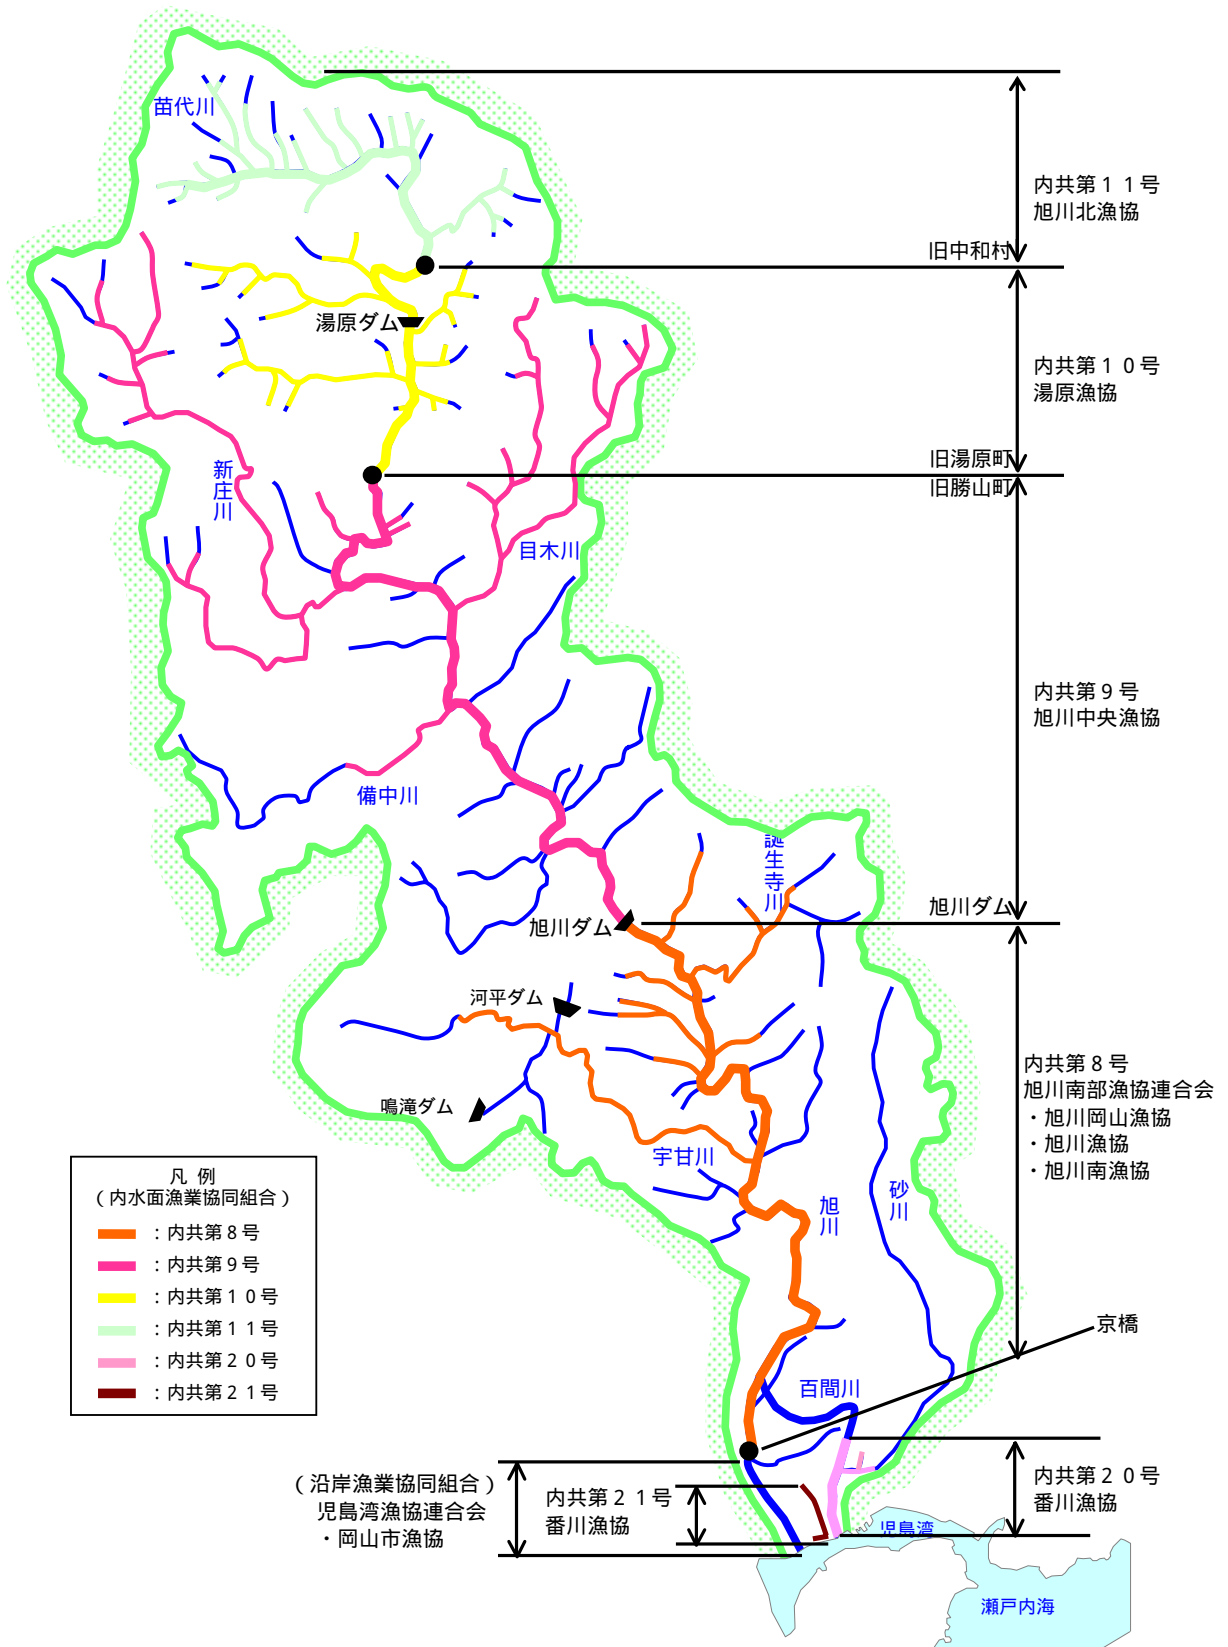 苗代川
内共第１１号
旭川北漁協
旧中和村
湯原ダム
内共第１０号
湯原漁協
旧湯原町
旧勝山町
新庄川
目木川
内共第９号
旭川中央漁協
備中川
誕生寺川
旭川ダム
旭川ダム
河平ダム
鳴滝ダム
内共第８号
旭川南部漁協連合会
・旭川岡山漁協
・旭川漁協
・旭川南漁協
宇甘川
旭川
砂川
凡 例
（内水面漁業協同組合）
：内共第８号
：内共第９号
：内共第１０号
：内共第１１号
：内共第２０号
：内共第２１号
京橋
百間川
（沿岸漁業協同組合）
児島湾漁協連合会
・岡山市漁協
内共第２１号
番川漁協
内共第２０号
番川漁協
児島湾
瀬戸内海